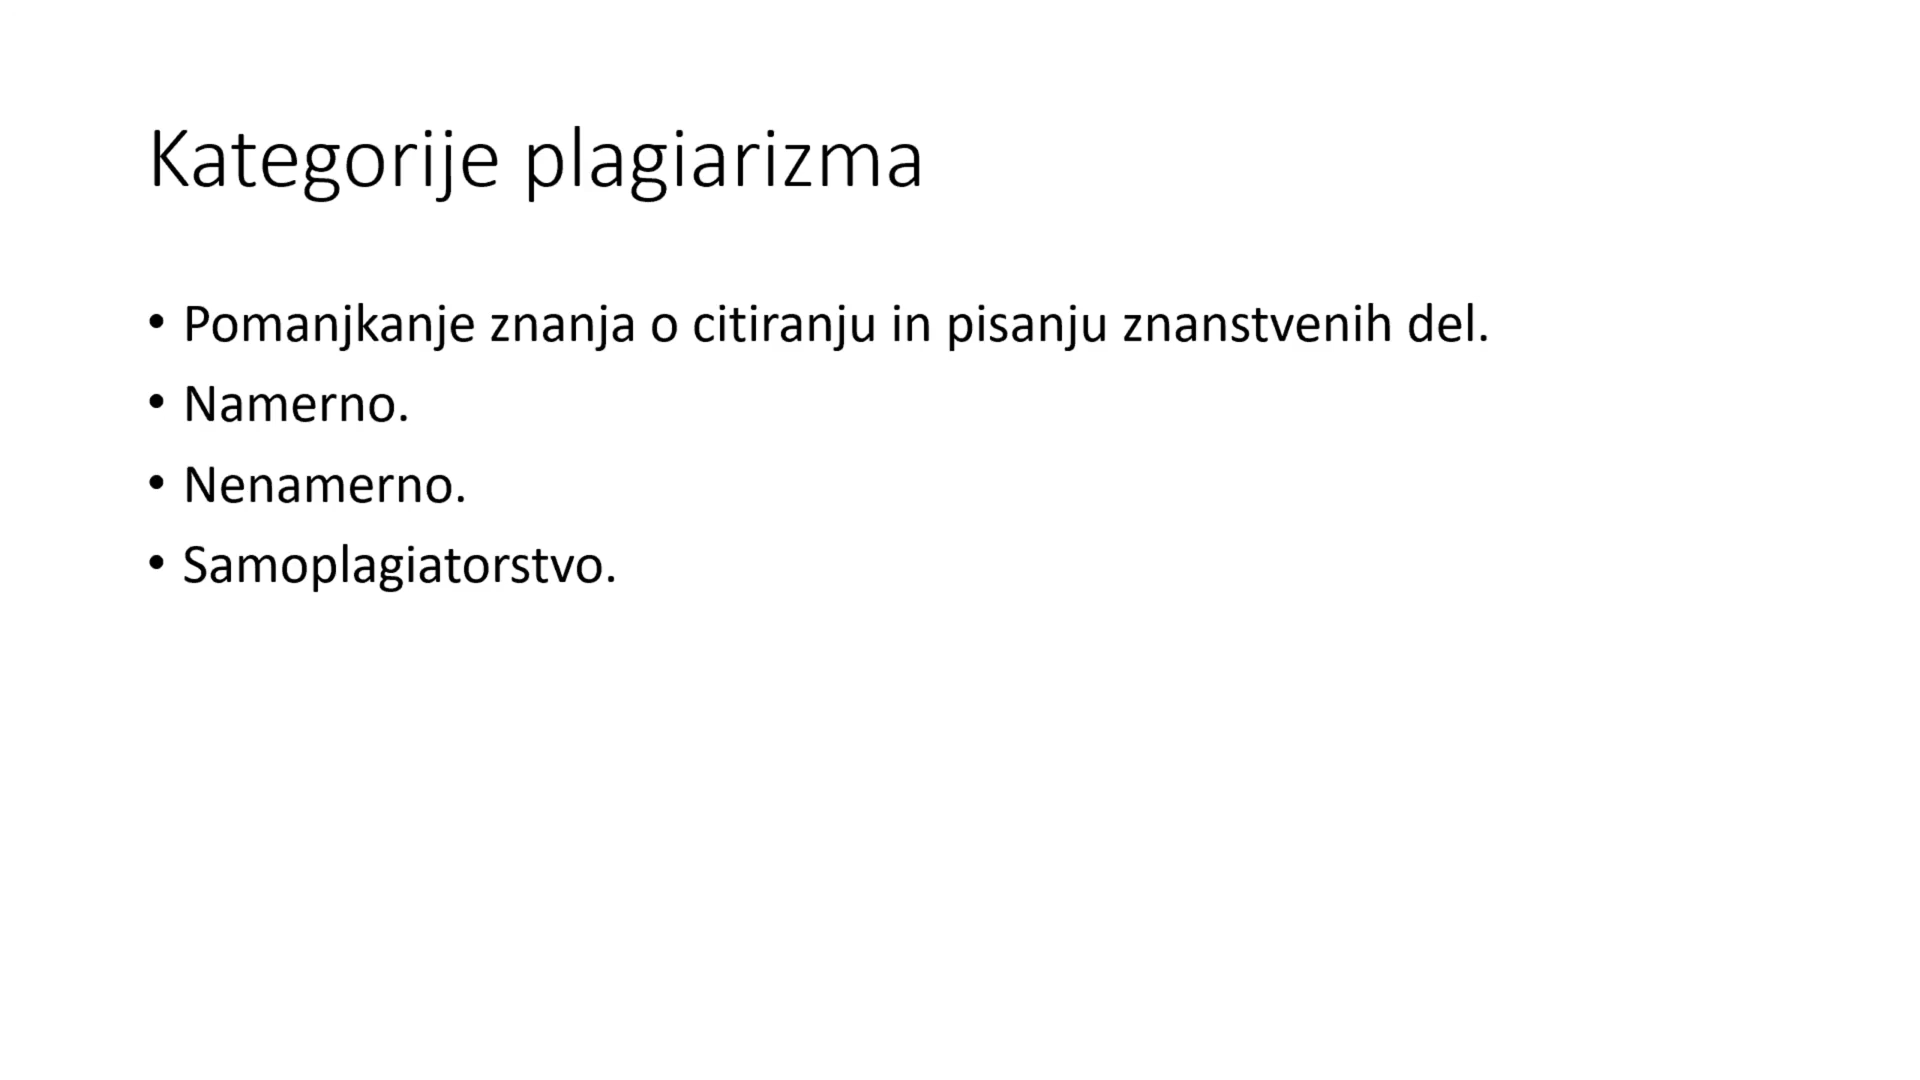 Kategorije plagiarizma
• Pomanjkanje znanja o citiranju in pisanju znanstvenih del.
• Namerno.
• Nenamerno.
• Samoplagiatorstvo.